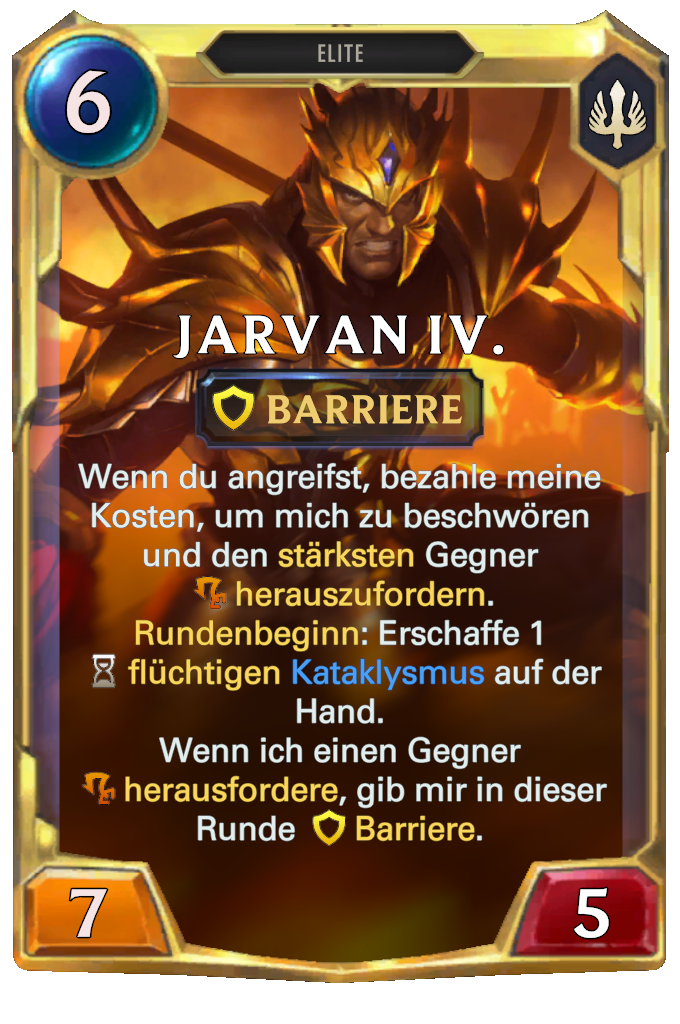 ELITE
6
JARVAN IV.
BARRIERE
Wenn du angreifst, bezahle meine
Kosten, um mich zu beschwören
und den stärksten Gegner
herauszufordern.
Rundenbeginn: Erschaffe 1
flüchtigen Kataklysmus auf der
Hand.
Wenn ich einen Gegner
herausfordere, gib mir in dieser
Runde Barriere.
7
5